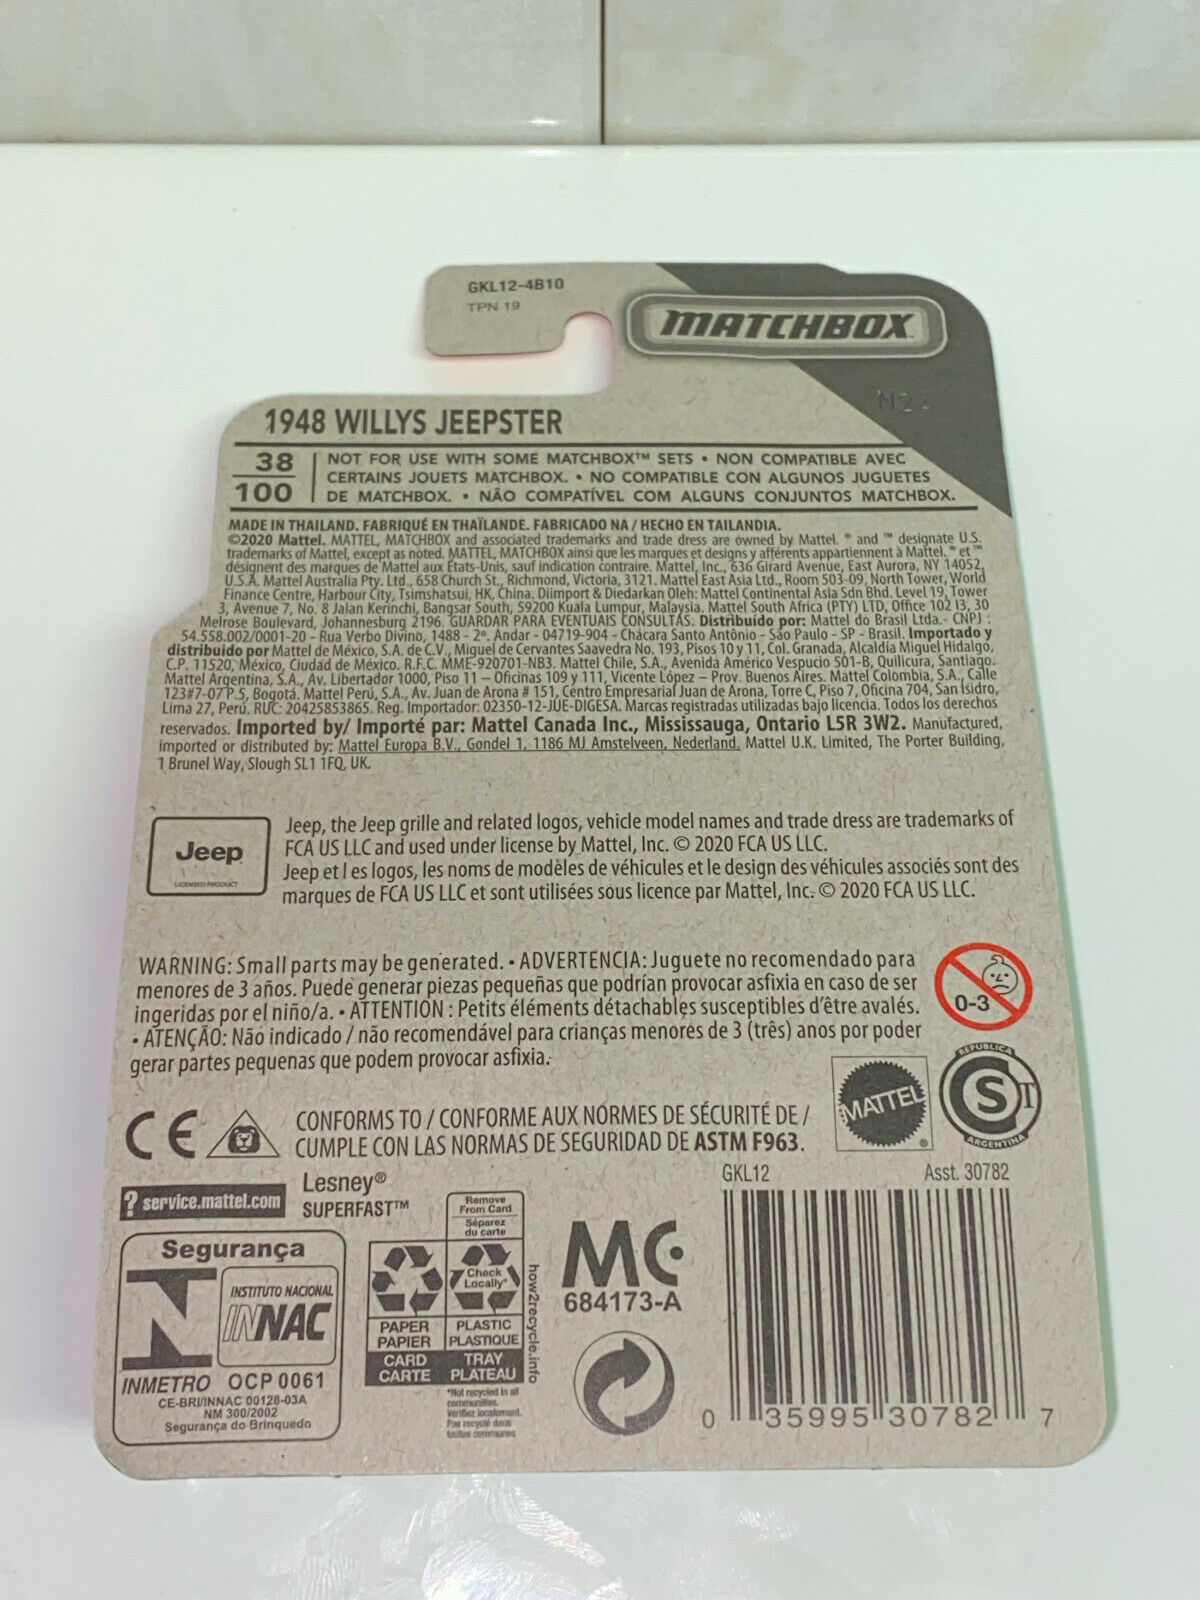 GKL12-4B10
TPN 19
MATCHBOX
1948 WILLYS JEEPSTER
38
100
NOT FOR USE WITH SOME MATCHBOX™ SETS • NON COMPATIBLE AVEC
CERTAINS JOUETS MATCHBOX. • NO COMPATIBLE CON ALGUNOS JUGUETES
DE MATCHBOX. • NÃO COMPATÍVEL COM ALGUNS CONJUNTOS MATCHBOX.
MADE IN THAILAND. FABRIQUÉ EN THAÏLANDE. FABRICADO NA / HECHO EN TAILANDIA.
©2020 Mattel. MATTEL, MATCHBOX and associated trademarks and trade dress are owned by Mattel. ® and ™ designate U.S.
trademarks of Mattel, except as noted. MATTEL, MATCHBOX ainsi que les marques et designs y afférents appartiennent à Mattel. ® et ™
désignent des marques de Mattel aux États-Unis, sauf indication contraire. Mattel, Inc., 636 Girard Avenue, East Aurora, NY 14052,
U.S.A. Mattel Australia Pty. Ltd., 658 Church St., Richmond, Victoria, 3121. Mattel East Asia Ltd., Room 503-09, North Tower, World
Finance Centre, Harbour City, Tsimshatsui, HK, China. Diimport & Diedarkan Oleh: Mattel Continental Asia Sdn Bhd. Level 19, Tower
3, Avenue 7, No. 8 Jalan Kerinchi, Bangsar South, 59200 Kuala Lumpur, Malaysia. Mattel South Africa (PTY) LTD, Office 102 I3, 30
Melrose Boulevard, Johannesburg 2196. GUARDAR PARA EVENTUAIS CONSULTAS. Distribuido por: Mattel do Brasil Ltda.- CNPJ :
54.558.002/0001-20 - Rua Verbo Divino, 1488 - 2º. Andar - 04719-904 - Chácara Santo Antônio - São Paulo - SP - Brasil. Importado y
distribuido por Mattel de México, S.A. de C.V., Miguel de Cervantes Saavedra No. 193, Pisos 10 y 11, Col. Granada, Alcaldía Miguel Hidalgo,
C.P. 11520, México, Ciudad de México. R.F.C. MME-920701-NB3. Mattel Chile, S.A., Avenida Américo Vespucio 501-B, Quilicura, Santiago.
Mattel Argentina, S.A., Av. Libertador 1000, Piso 11 – Oficinas 109 y 111, Vicente López – Prov. Buenos Aires. Mattel Colombia, S.A., Calle
123#7-07 P.5, Bogotá. Mattel Perú, S.A., Av. Juan de Arona # 151, Centro Empresarial Juan de Arona, Torre C, Piso 7, Oficina 704, San Isidro,
Lima 27, Perú. RUC: 20425853865. Reg. Importador: 02350-12-JUE-DIGESA. Marcas registradas utilizadas bajo licencia. Todos los derechos
reservados. Imported by/ Importé par: Mattel Canada Inc., Mississauga, Ontario L5R 3W2. Manufactured,
imported or distributed by: Mattel Europa B.V., Gondel 1, 1186 MJ Amstelveen, Nederland. Mattel U.K. Limited, The Porter Building,
1 Brunel Way, Slough SL1 1FQ, UK.
Jeep
LICENSED PRODUCT
Jeep, the Jeep grille and related logos, vehicle model names and trade dress are trademarks of
FCA US LLC and used under license by Mattel, Inc. © 2020 FCA US LLC.
Jeep et l es logos, les noms de modèles de véhicules et le design des véhicules associés sont des
marques de FCA US LLC et sont utilisées sous licence par Mattel, Inc. © 2020 FCA US LLC.
WARNING: Small parts may be generated. • ADVERTENCIA: Juguete no recomendado para
menores de 3 años. Puede generar piezas pequeñas que podrían provocar asfixia en caso de ser
ingeridas por el niño/a. • ATTENTION : Petits éléments détachables susceptibles d'être avalés.
• ATENÇÃO: Não indicado / não recomendável para crianças menores de 3 (três) anos por poder
gerar partes pequenas que podem provocar asfixia.
0-3
MATTEL
®
REPUBLICA
CST
ARGENTINA
CE
CONFORMS TO / CONFORME AUX NORMES DE SÉCURITÉ DE /
CUMPLE CON LAS NORMAS DE SEGURIDAD DE ASTM F963.
GKL12
Asst. 30782
? service.mattel.com
Lesney®
SUPERFAST™
Segurança
INSTITUTO NACIONAL
INNAC
INMETRO OCP 0061
CE-BRI/INNAC 00128-03A
NM 300/2002
Segurança do Brinquedo
Remove
From Card
Séparez
du carte
Check
Locally*
PAPER
PAPIER
CARD
CARTE
PLASTIC
PLASTIQUE
TRAY
PLATEAU
*Not recycled in all
communities.
Vérifiez localement.
Pas recyclé dans
toutes communes
how2recycle.info
MC
684173-A
0 35995 30782 7